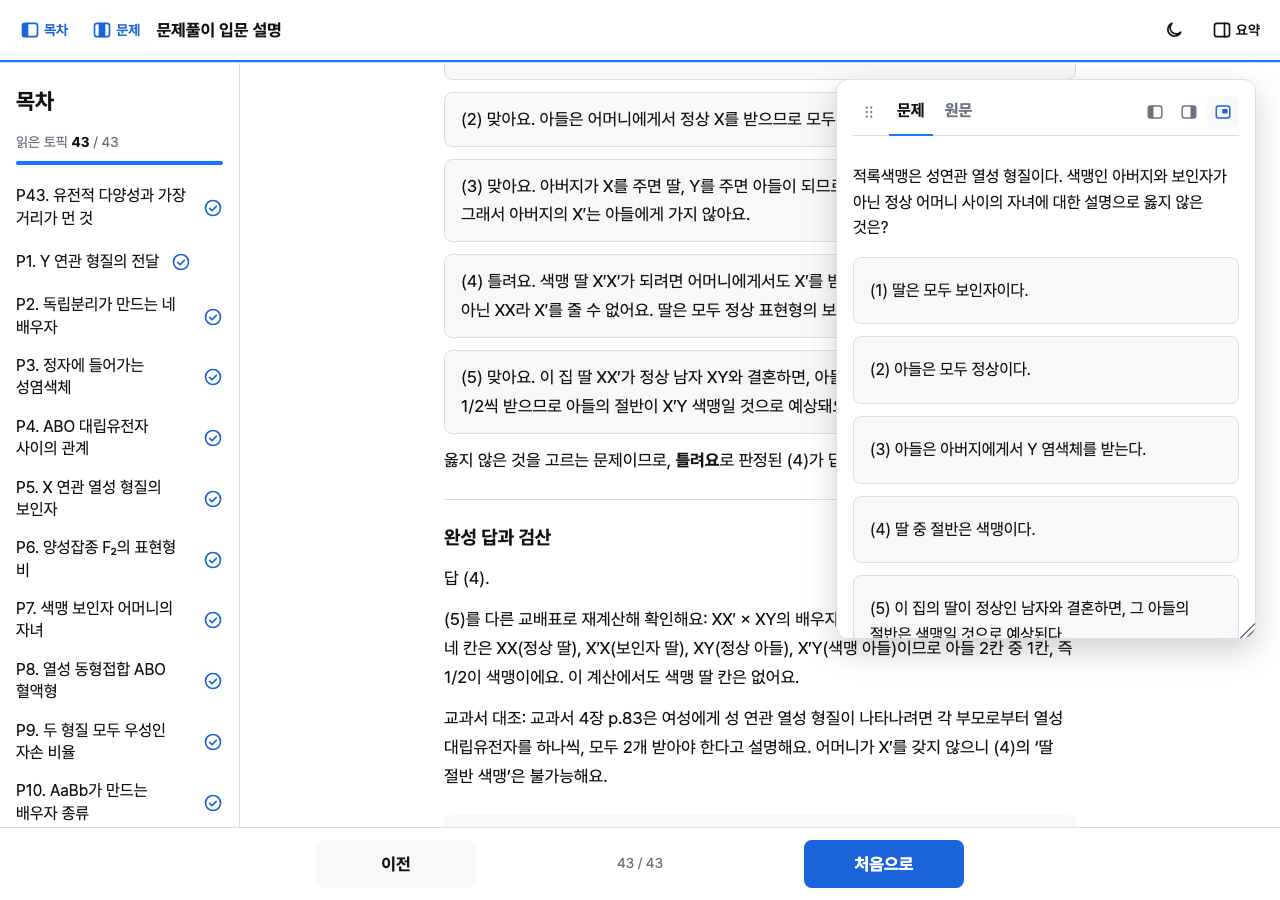 목차
문제
문제풀이 입문 설명
요약
목차
읽은 토픽 43 / 43
P43. 유전적 다양성과 가장
거리가 먼 것
P1. Y 연관 형질의 전달
P2. 독립분리가 만드는 네
배우자
P3. 정자에 들어가는
성염색체
P4. ABO 대립유전자
사이의 관계
P5. X 연관 열성 형질의
보인자
P6. 양성잡종 F₂의 표현형
비
P7. 색맹 보인자 어머니의
자녀
P8. 열성 동형접합 ABO
혈액형
P9. 두 형질 모두 우성인
자손 비율
P10. AaBb가 만드는
배우자 종류
(2) 맞아요. 아들은 어머니에게서 정상 X를 받으므로 모두
(3) 맞아요. 아버지가 X를 주면 딸, Y를 주면 아들이 되므로
그래서 아버지의 X′는 아들에게 가지 않아요.
(4) 틀려요. 색맹 딸 X′X′가 되려면 어머니에게서도 X′를 받
아닌 XX라 X′를 줄 수 없어요. 딸은 모두 정상 표현형의 보
(5) 맞아요. 이 집 딸 XX′가 정상 남자 XY와 결혼하면, 아들
1/2씩 받으므로 아들의 절반이 X′Y 색맹일 것으로 예상돼요
옳지 않은 것을 고르는 문제이므로, 틀려요로 판정된 (4)가 답
완성 답과 검산
답 (4).
(5)를 다른 교배표로 재계산해 확인해요: XX′ × XY의 배우자
네 칸은 XX(정상 딸), X′X(보인자 딸), XY(정상 아들), X′Y(색맹 아들)이므로 아들 2칸 중 1칸, 즉
1/2이 색맹이에요. 이 계산에서도 색맹 딸 칸은 없어요.
교과서 대조: 교과서 4장 p.83은 여성에게 성 연관 열성 형질이 나타나려면 각 부모로부터 열성
대립유전자를 하나씩, 모두 2개 받아야 한다고 설명해요. 어머니가 X′를 갖지 않으니 (4)의 ‘딸
절반 색맹’은 불가능해요.
문제
원문
적록색맹은 성연관 열성 형질이다. 색맹인 아버지와 보인자가
아닌 정상 어머니 사이의 자녀에 대한 설명으로 옳지 않은
것은?
(1) 딸은 모두 보인자이다.
(2) 아들은 모두 정상이다.
(3) 아들은 아버지에게서 Y 염색체를 받는다.
(4) 딸 중 절반은 색맹이다.
(5) 이 집의 딸이 정상인 남자와 결혼하면, 그 아들의
절반은 색맹일 것으로 예상된다.
이전
43 / 43
처음으로